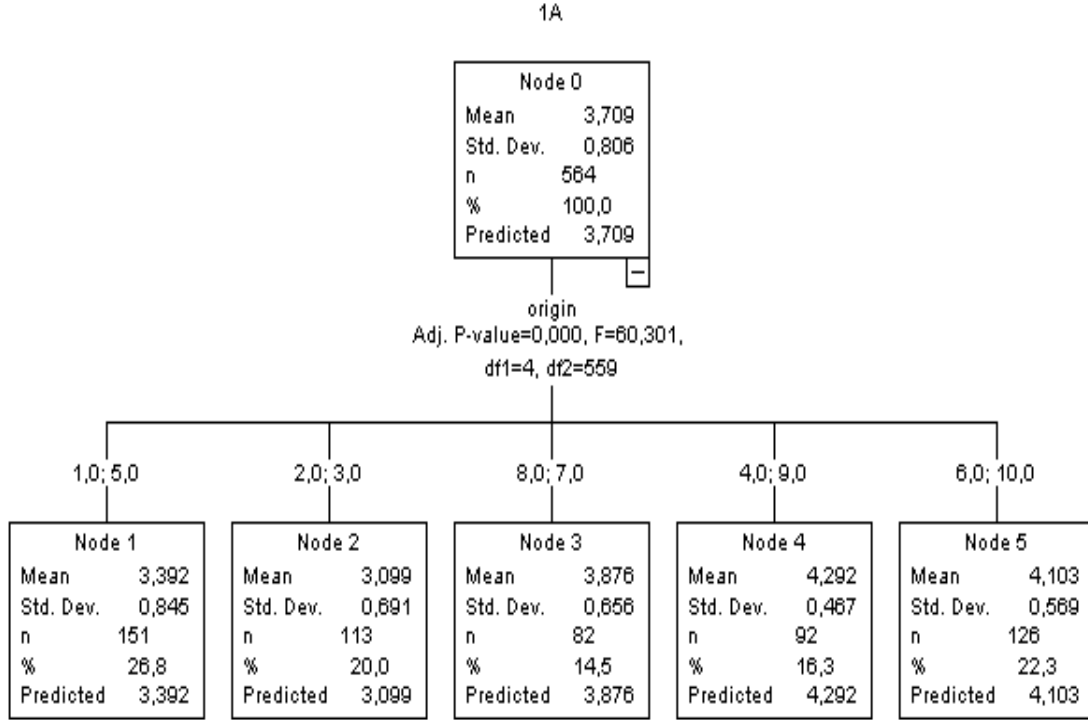 1A
Node 0
Mean 3,709
Std. Dev. 0,806
n 564
% 100,0
Predicted 3,709
origin
Adj. P-value=0,000, F=60,301,
df1=4, df2=559
1,0; 5,0
2,0; 3,0
8,0; 7,0
4,0; 9,0
6,0; 10,0
Node 1
Mean 3,392
Std. Dev. 0,845
n 151
% 26,8
Predicted 3,392
Node 2
Mean 3,099
Std. Dev. 0,691
n 113
% 20,0
Predicted 3,099
Node 3
Mean 3,876
Std. Dev. 0,656
n 82
% 14,5
Predicted 3,876
Node 4
Mean 4,292
Std. Dev. 0,467
n 92
% 16,3
Predicted 4,292
Node 5
Mean 4,103
Std. Dev. 0,569
n 126
% 22,3
Predicted 4,103